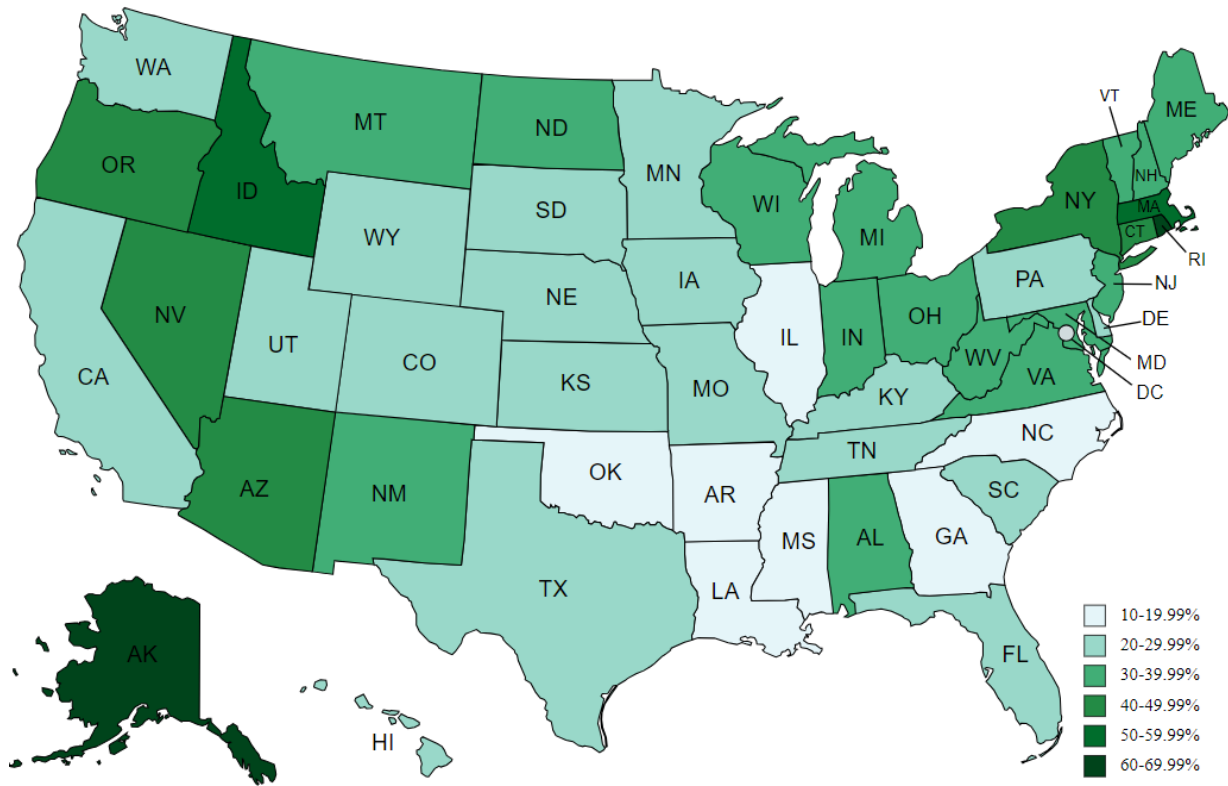 WA
VT
ME
MT
ND
OR
MN
ID
NH
WI
NY
MA
SD
MI
CT
WY
RI
IA
PA
NJ
NE
NV
OH
DE
UT
IL
IN
CO
WV
MD
CA
KS
MO
VA
DC
KY
NC
TN
OK
AZ
NM
AR
SC
MS
AL
GA
TX
LA
10-19.99%
20-29.99%
AK
FL
30-39.99%
40-49.99%
HI
50-59.99%
60-69.99%